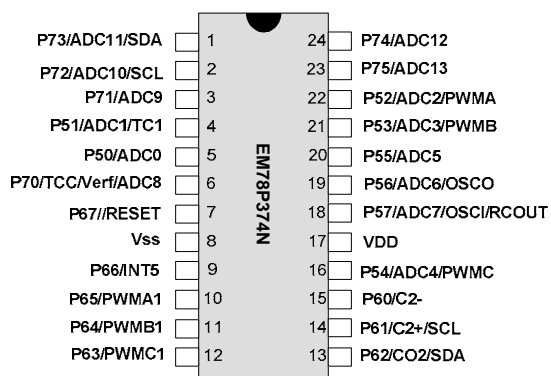 P73/ADC11/SDA 1 24 P74/ADC12
P72/ADC10/SCL 2 23 P75/ADC13
P71/ADC9 3 22 P52/ADC2/PWMA
P51/ADC1/TC1 4 21 P53/ADC3/PWMB
P50/ADC0 5 20 P55/ADC5
P70/TCC/Verf/ADC8 6 19 P56/ADC6/OSCO
P67//RESET 7 18 P57/ADC7/OSCI/RCOUT
Vss 8 17 VDD
P66/INT5 9 16 P54/ADC4/PWMC
P65/PWMA1 10 15 P60/C2-
P64/PWMB1 11 14 P61/C2+/SCL
P63/PWMC1 12 13 P62/CO2/SDA
EM78P374N